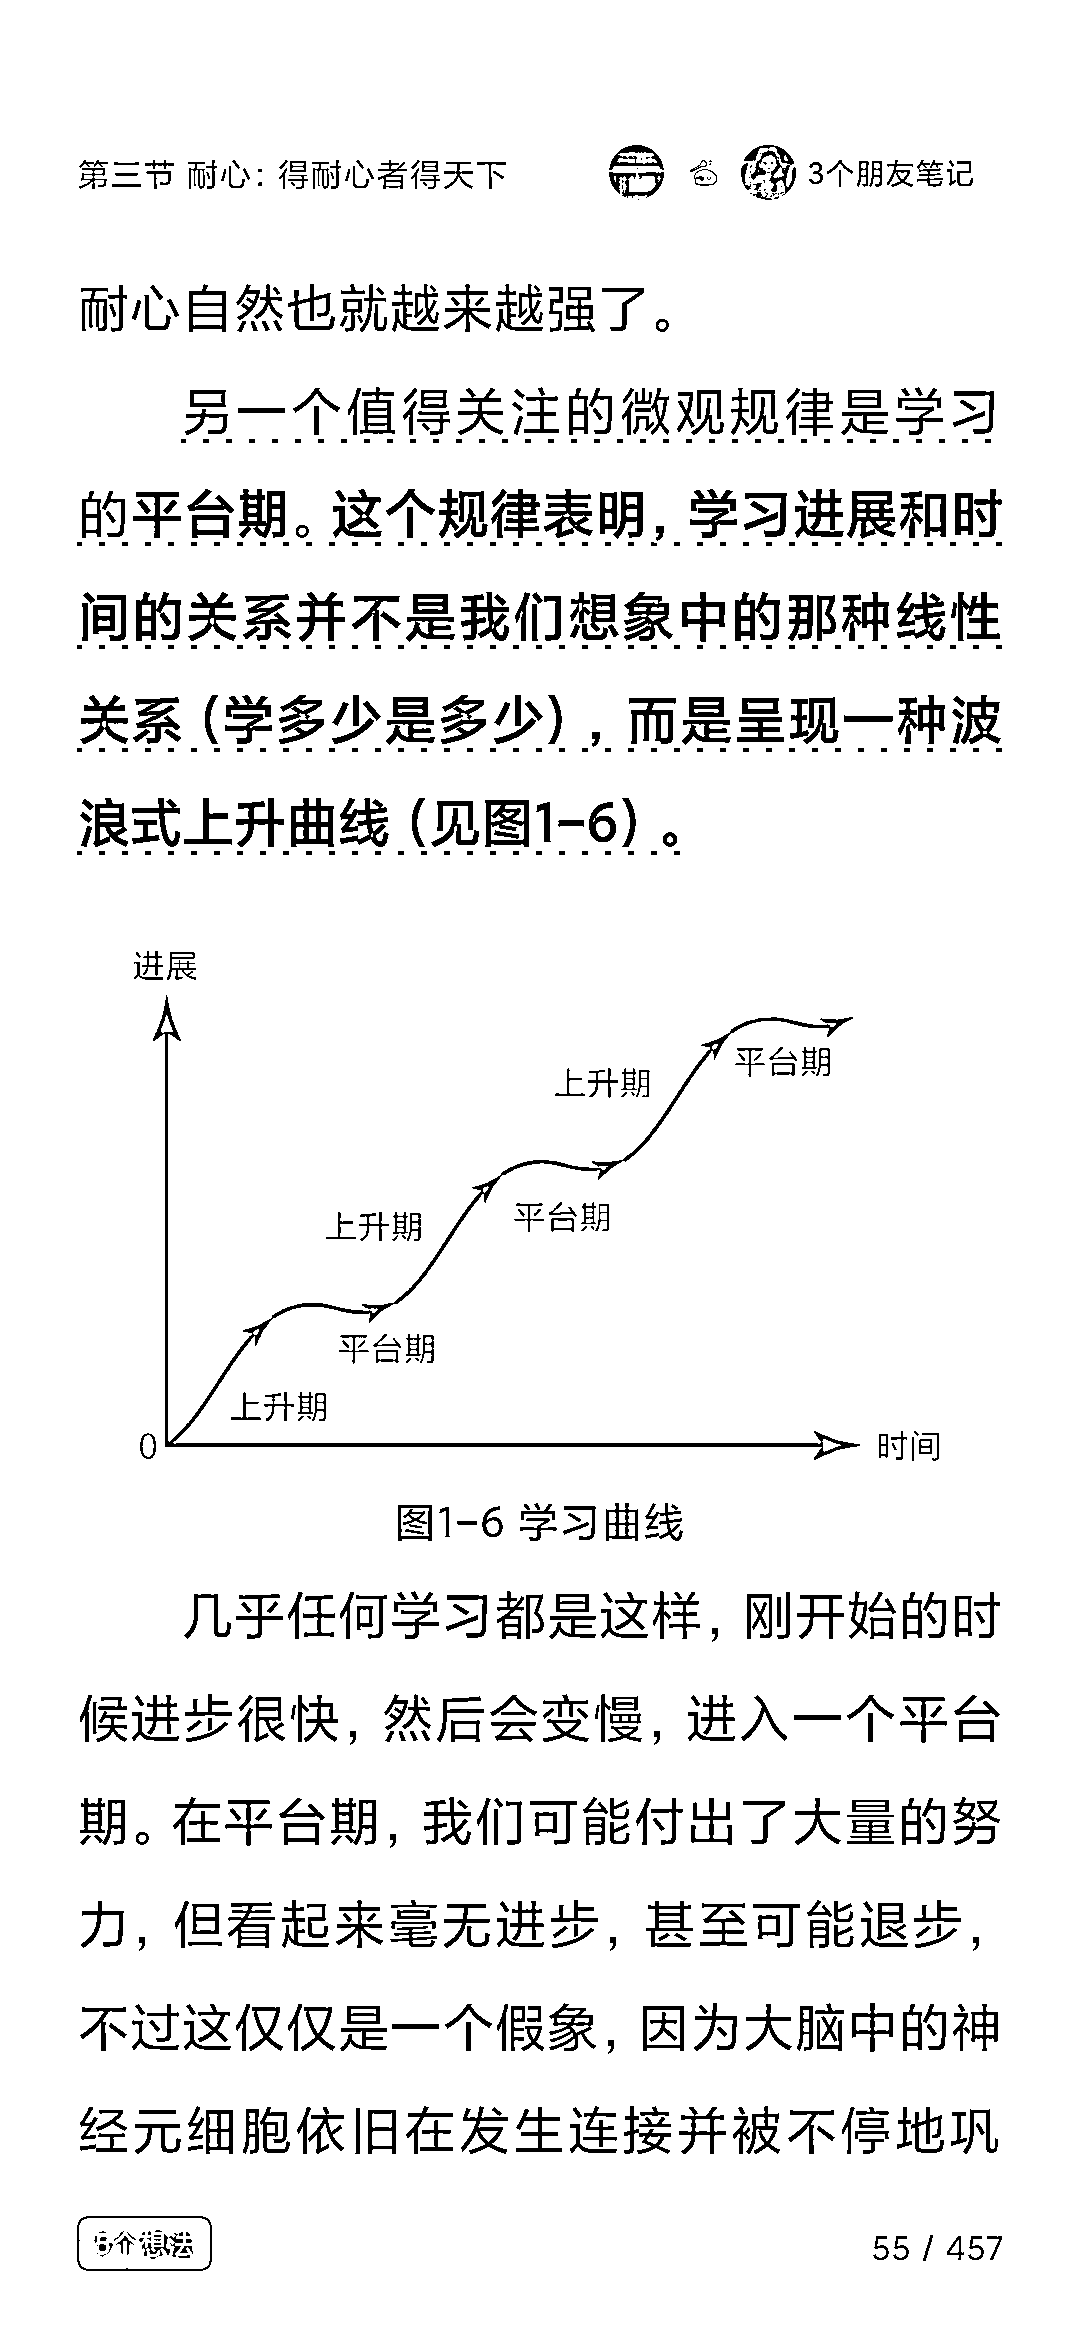 第三节 耐心：得耐心者得天下
3个朋友笔记
耐心自然也就越来越强了。
另一个值得关注的微观规律是学习
的平台期。这个规律表明，学习进展和时
间的关系并不是我们想象中的那种线性
关系（学多少是多少），而是呈现一种波
浪式上升曲线（见图1-6）。
进展
平台期
上升期
平台期
上升期
平台期
上升期
0
时间
图1-6 学习曲线
几乎任何学习都是这样，刚开始的时
候进步很快，然后会变慢，进入一个平台
期。在平台期，我们可能付出了大量的努
力，但看起来毫无进步，甚至可能退步，
不过这仅仅是一个假象，因为大脑中的神
经元细胞依旧在发生连接并被不停地巩
个想法
55 / 457